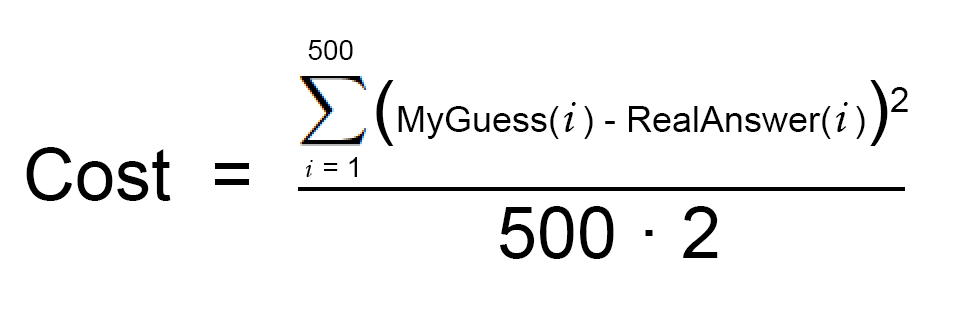 500
Cost = ∑ (MyGuess(i) - RealAnswer(i))²
i = 1
500 · 2